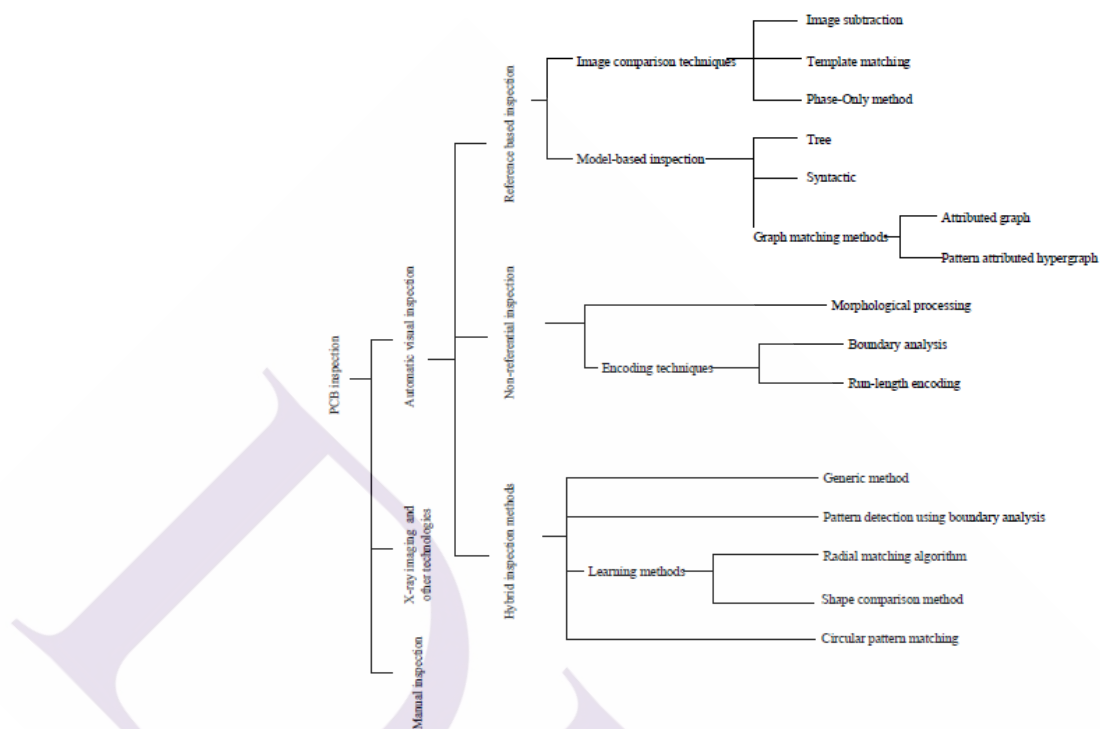 PCB inspection
Automatic visual inspection
Reference based inspection
Image comparison techniques
Image subtraction
Template matching
Phase-Only method
Model-based inspection
Tree
Syntactic
Graph matching methods
Attributed graph
Pattern attributed hypergraph
Non-referential inspection
Morphological processing
Encoding techniques
Boundary analysis
Run-length encoding
Hybrid inspection methods
Generic method
Pattern detection using boundary analysis
Learning methods
Radial matching algorithm
Shape comparison method
Circular pattern matching
X-ray imaging and
other technologies
Manual inspection